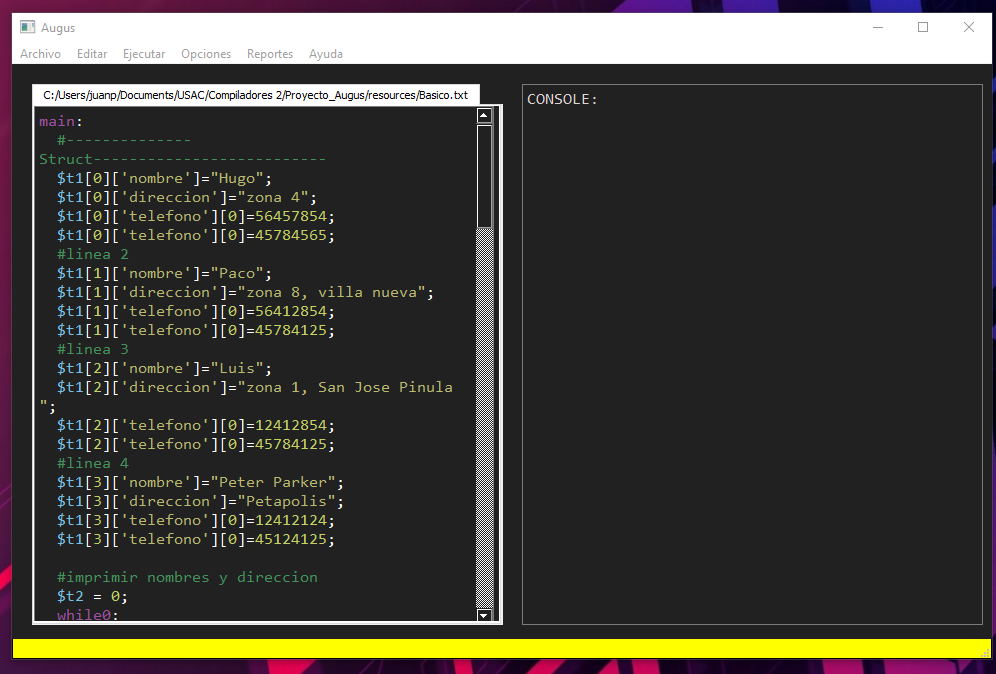 Augus
Archivo Editar Ejecutar Opciones Reportes Ayuda
C:/Users/juanp/Documents/USAC/Compiladores 2/Proyecto_Augus/resources/Basico.txt
main:
  #--------------
Struct--------------------------
  $t1[0]['nombre']="Hugo";
  $t1[0]['direccion']="zona 4";
  $t1[0]['telefono'][0]=56457854;
  $t1[0]['telefono'][0]=45784565;
  #linea 2
  $t1[1]['nombre']="Paco";
  $t1[1]['direccion']="zona 8, villa nueva";
  $t1[1]['telefono'][0]=56412854;
  $t1[1]['telefono'][0]=45784125;
  #linea 3
  $t1[2]['nombre']="Luis";
  $t1[2]['direccion']="zona 1, San Jose Pinula
";
  $t1[2]['telefono'][0]=12412854;
  $t1[2]['telefono'][0]=45784125;
  #linea 4
  $t1[3]['nombre']="Peter Parker";
  $t1[3]['direccion']="Petapolis";
  $t1[3]['telefono'][0]=12412124;
  $t1[3]['telefono'][0]=45124125;

  #imprimir nombres y direccion
  $t2 = 0;
  while0:
CONSOLE: